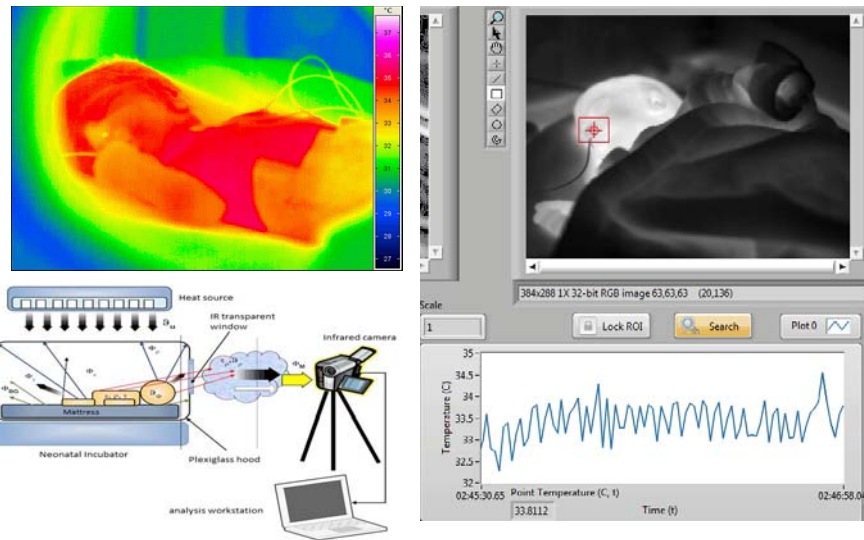 °C
37
36
35
34
33
32
31
30
29
28
27
Heat source
IR transparent
window
Infrared camera
Φ_M
Φ_BG
Mattress
Neonatal Incubator
Plexiglass hood
analysis workstation
384x288 1X 32-bit RGB image 63,63,63 (20,136)
Scale
1
Lock ROI
Search
Plot 0
35
34.5
34
33.5
33
32.5
32
Temperature (C)
02:45:30.65
02:46:58.04
Point Temperature (C, t)
33.8112
Time (t)